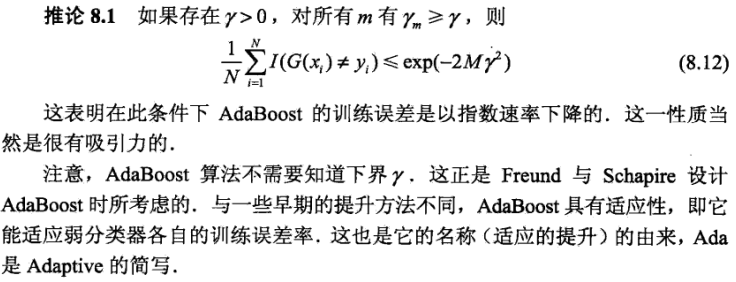 推论 8.1 如果存在 γ > 0，对所有 m 有 γₘ ≥ γ，则
\frac{1}{N}\sum_{i=1}^{N} I(G(x_i) \neq y_i) \leqslant \exp(-2M\gamma^2) (8.12)
这表明在此条件下 AdaBoost 的训练误差是以指数速率下降的．这一性质当
然是很有吸引力的．
注意，AdaBoost 算法不需要知道下界 γ．这正是 Freund 与 Schapire 设计
AdaBoost 时所考虑的．与一些早期的提升方法不同，AdaBoost 具有适应性，即它
能适应弱分类器各自的训练误差率．这也是它的名称（适应的提升）的由来，Ada
是 Adaptive 的简写．